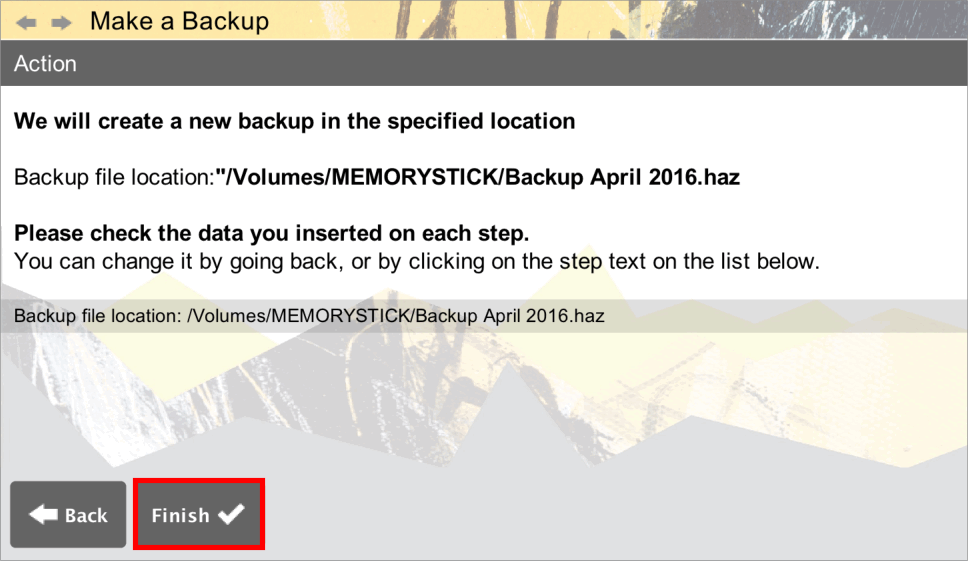 Make a Backup
Action
We will create a new backup in the specified location
Backup file location:"/Volumes/MEMORYSTICK/Backup April 2016.haz
Please check the data you inserted on each step.
You can change it by going back, or by clicking on the step text on the list below.
Backup file location: /Volumes/MEMORYSTICK/Backup April 2016.haz
Back
Finish